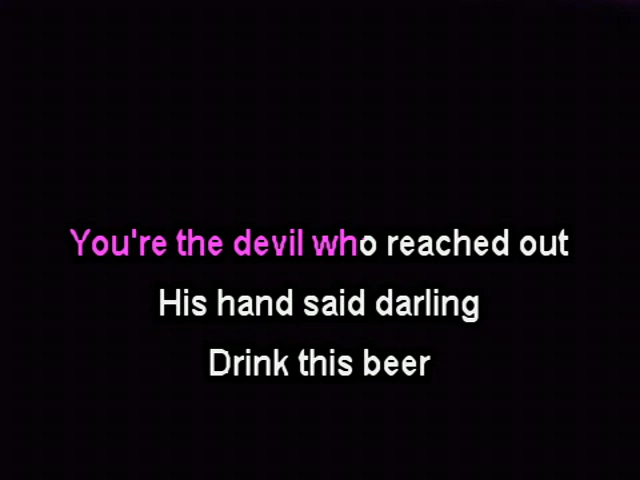 You're the devil who reached out
His hand said darling
Drink this beer